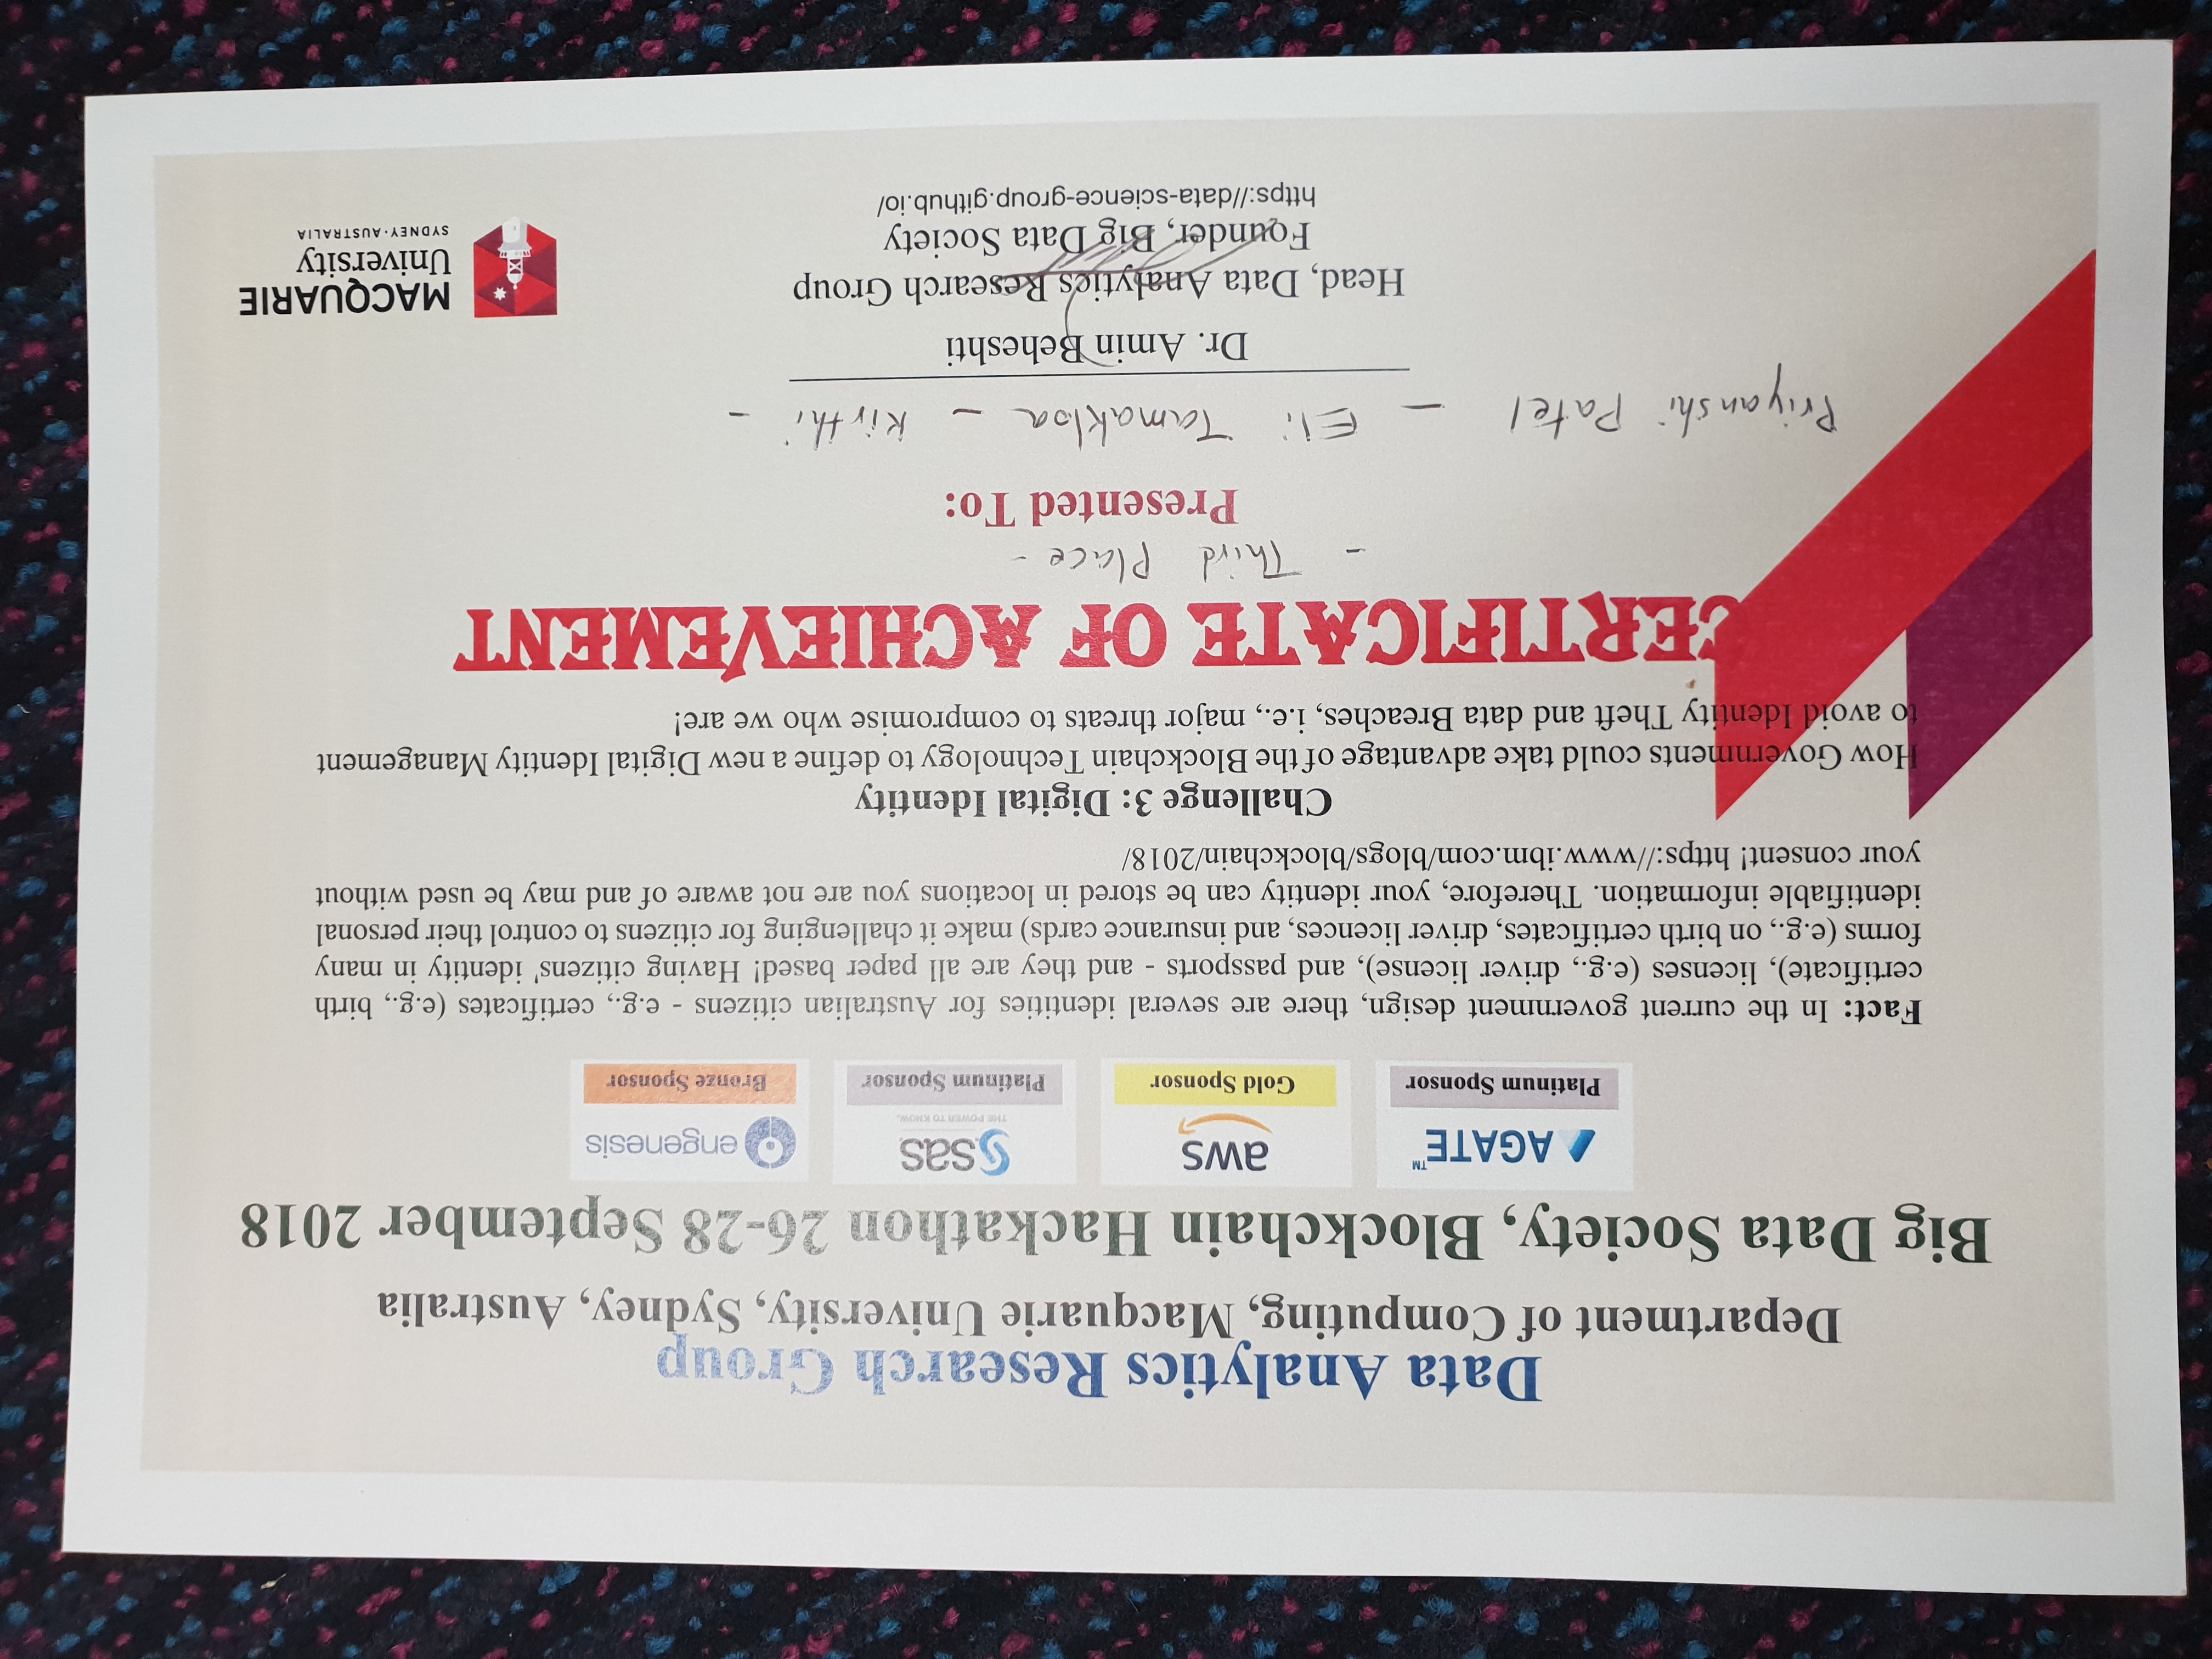 Data Analytics Research Group
Department of Computing, Macquarie University, Sydney, Australia
Big Data Society, Blockchain Hackathon 26-28 September 2018
AGATE™ aws sas engenesis
THE POWER TO KNOW.
Platinum Sponsor Gold Sponsor Platinum Sponsor Bronze Sponsor
Fact: In the current government design, there are several identities for Australian citizens - e.g., certificates (e.g., birth
certificate), licenses (e.g., driver license), and passports - and they are all paper based! Having citizens' identity in many
forms (e.g., on birth certificates, driver licences, and insurance cards) make it challenging for citizens to control their personal
identifiable information. Therefore, your identity can be stored in locations you are not aware of and may be used without
your consent! https://www.ibm.com/blogs/blockchain/2018/
Challenge 3: Digital Identity
How Governments could take advantage of the Blockchain Technology to define a new Digital Identity Management
to avoid Identity Theft and data Breaches, i.e., major threats to compromise who we are!
CERTIFICATE OF ACHIEVEMENT
- Third Place -
Presented To:
Priyanshi Patel - Eli Tamakloa - Kirthi -
Dr. Amin Beheshti
Head, Data Analytics Research Group
Founder, Big Data Society
https://data-science-group.github.io/
MACQUARIE
University
SYDNEY·AUSTRALIA